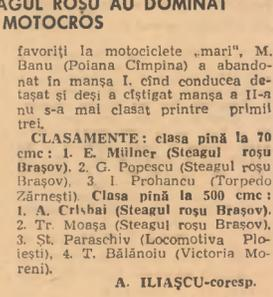 AGUL ROȘU AU DOMINAT
MOTOCROS
favoriți la motociclete „mari", M.
Banu (Poiana Cîmpina) a abando-
nat în manșa I. cînd conducea de-
tașat și deși a cîștigat manșa a II-a
nu s-a mai clasat printre primii
trei.
CLASAMENTE: clasa pînă la 70
cmc: 1. E. Müllner (Steagul roșu
Brașov). 2. G. Popescu (Steagul roșu
Brașov), 3. I Prohancu (Torpedo
Zărnești). Clasa pînă la 500 cmc:
1. A. Crisbai (Steagul roșu Brașov).
2. Tr. Moașa (Steagul roșu Brașov),
3. Șt. Paraschiv (Locomotiva Plo-
iești), 4. T. Bălănoiu (Victoria Mo-
reni).
A. ILIAȘCU-coresp.